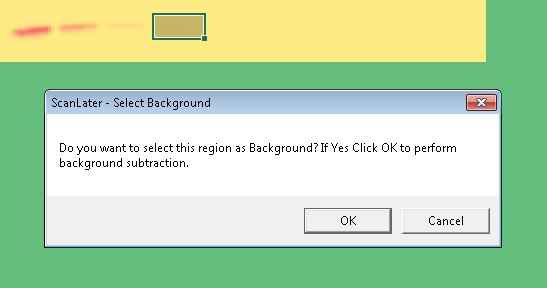 ScanLater - Select Background
Do you want to select this region as Background? If Yes Click OK to perform
background subtraction.
OK
Cancel